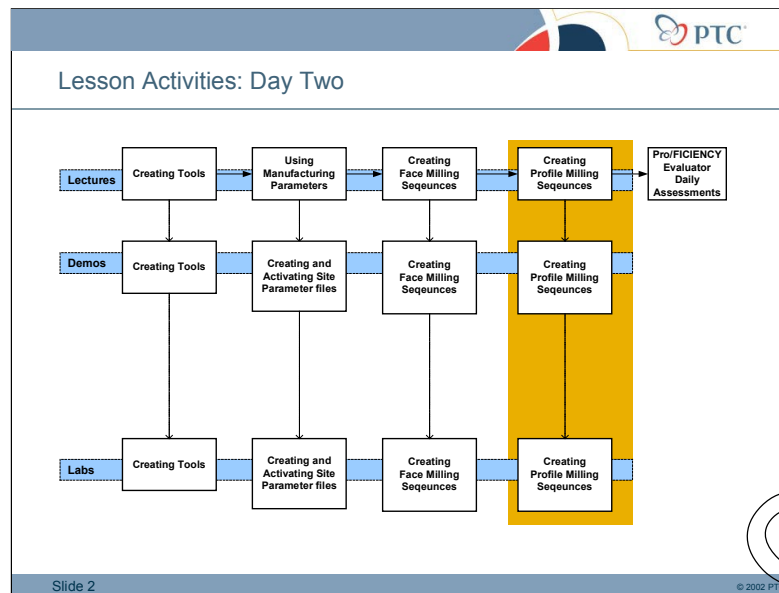 PTC
Lesson Activities: Day Two
Lectures
Creating Tools
Using
Manufacturing
Parameters
Creating
Face Milling
Seqeunces
Creating
Profile Milling
Seqeunces
Pro/FICIENCY
Evaluator
Daily
Assessments
Demos
Creating Tools
Creating and
Activating Site
Parameter files
Creating
Face Milling
Seqeunces
Creating
Profile Milling
Seqeunces
Labs
Creating Tools
Creating and
Activating Site
Parameter files
Creating
Face Milling
Seqeunces
Creating
Profile Milling
Seqeunces
Slide 2
© 2002 PT